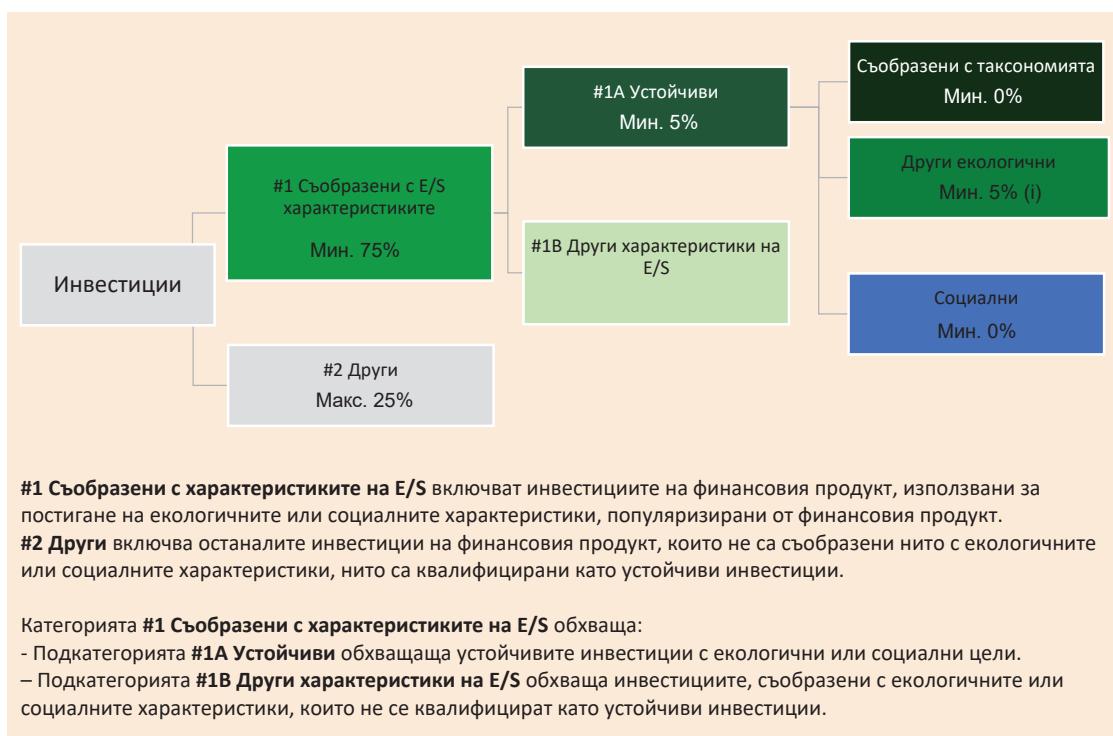 Инвестиции
#1 Съобразени с E/S
характеристиките
Мин. 75%
#2 Други
Макс. 25%
#1A Устойчиви
Мин. 5%
#1B Други характеристики на
E/S
Съобразени с таксономията
Мин. 0%
Други екологични
Мин. 5% (i)
Социални
Мин. 0%
#1 Съобразени с характеристиките на E/S включват инвестициите на финансовия продукт, използвани за
постигане на екологичните или социалните характеристики, популяризирани от финансовия продукт.
#2 Други включва останалите инвестиции на финансовия продукт, които не са съобразени нито с екологичните
или социалните характеристики, нито са квалифицирани като устойчиви инвестиции.
Категорията #1 Съобразени с характеристиките на E/S обхваща:
- Подкатегорията #1A Устойчиви обхващаща устойчивите инвестиции с екологични или социални цели.
– Подкатегорията #1B Други характеристики на E/S обхваща инвестициите, съобразени с екологичните или
социалните характеристики, които не се квалифицират като устойчиви инвестиции.